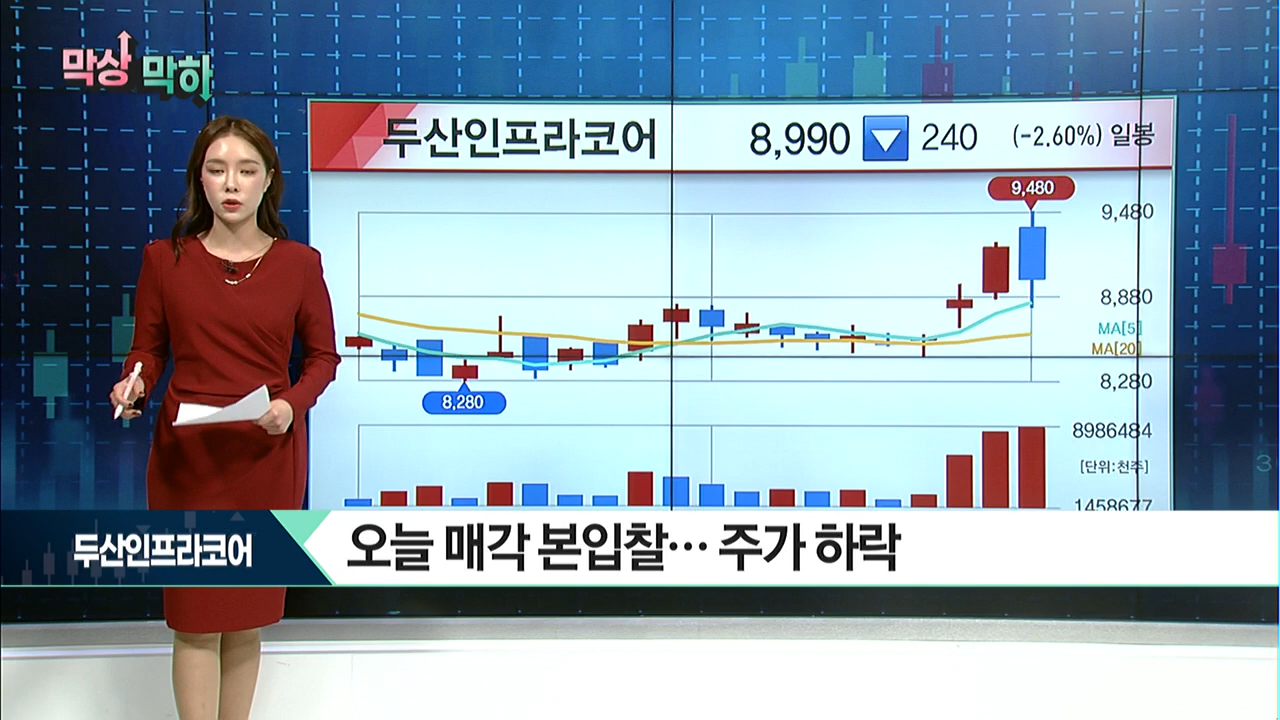 막상 막하
두산인프라코어 8,990 ▼ 240 (-2.60%) 일봉
9,480
9,480
8,880
MA[5]
MA[20]
8,280
8,280
8986484
[단위:천주]
1458677
3
두산인프라코어
오늘 매각 본입찰… 주가 하락